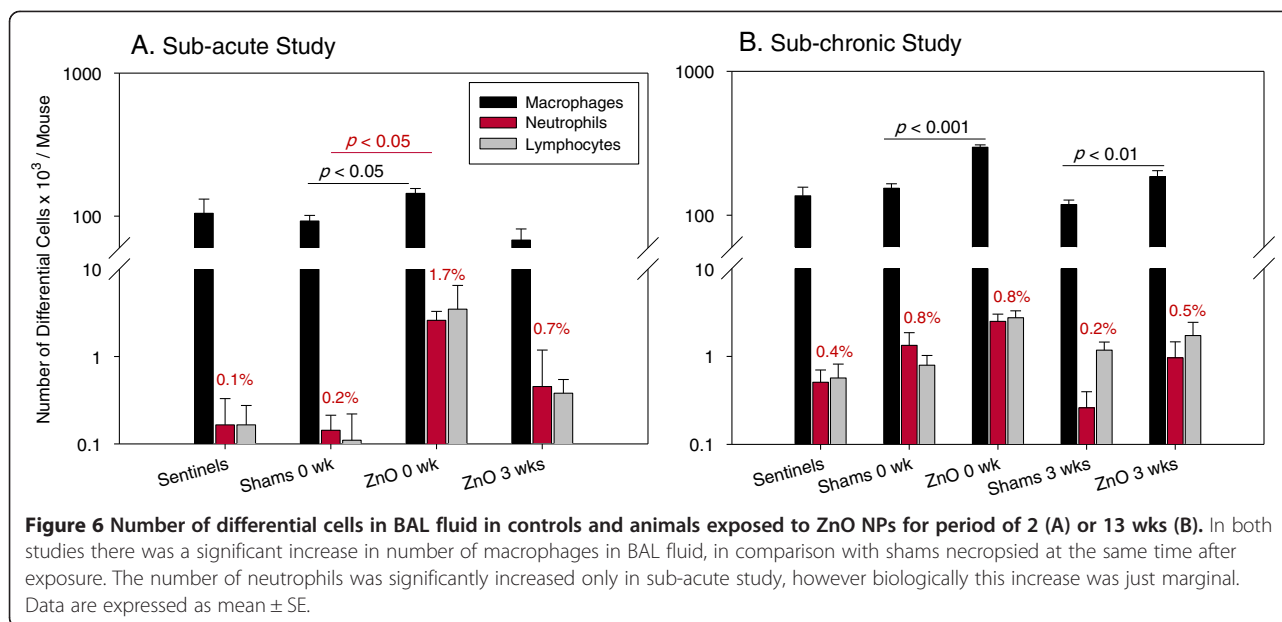 A. Sub-acute Study
B. Sub-chronic Study
Number of Differential Cells x 10³ / Mouse
1000
100
10
1
0.1
Macrophages
Neutrophils
Lymphocytes
p < 0.05
p < 0.05
0.1%
0.2%
1.7%
0.7%
Sentinels
Shams 0 wk
ZnO 0 wk
ZnO 3 wks
1000
100
10
1
0.1
p < 0.001
p < 0.01
0.4%
0.8%
0.8%
0.2%
0.5%
Sentinels
Shams 0 wk
ZnO 0 wk
Shams 3 wks
ZnO 3 wks
Figure 6 Number of differential cells in BAL fluid in controls and animals exposed to ZnO NPs for period of 2 (A) or 13 wks (B). In both
studies there was a significant increase in number of macrophages in BAL fluid, in comparison with shams necropsied at the same time after
exposure. The number of neutrophils was significantly increased only in sub-acute study, however biologically this increase was just marginal.
Data are expressed as mean ± SE.